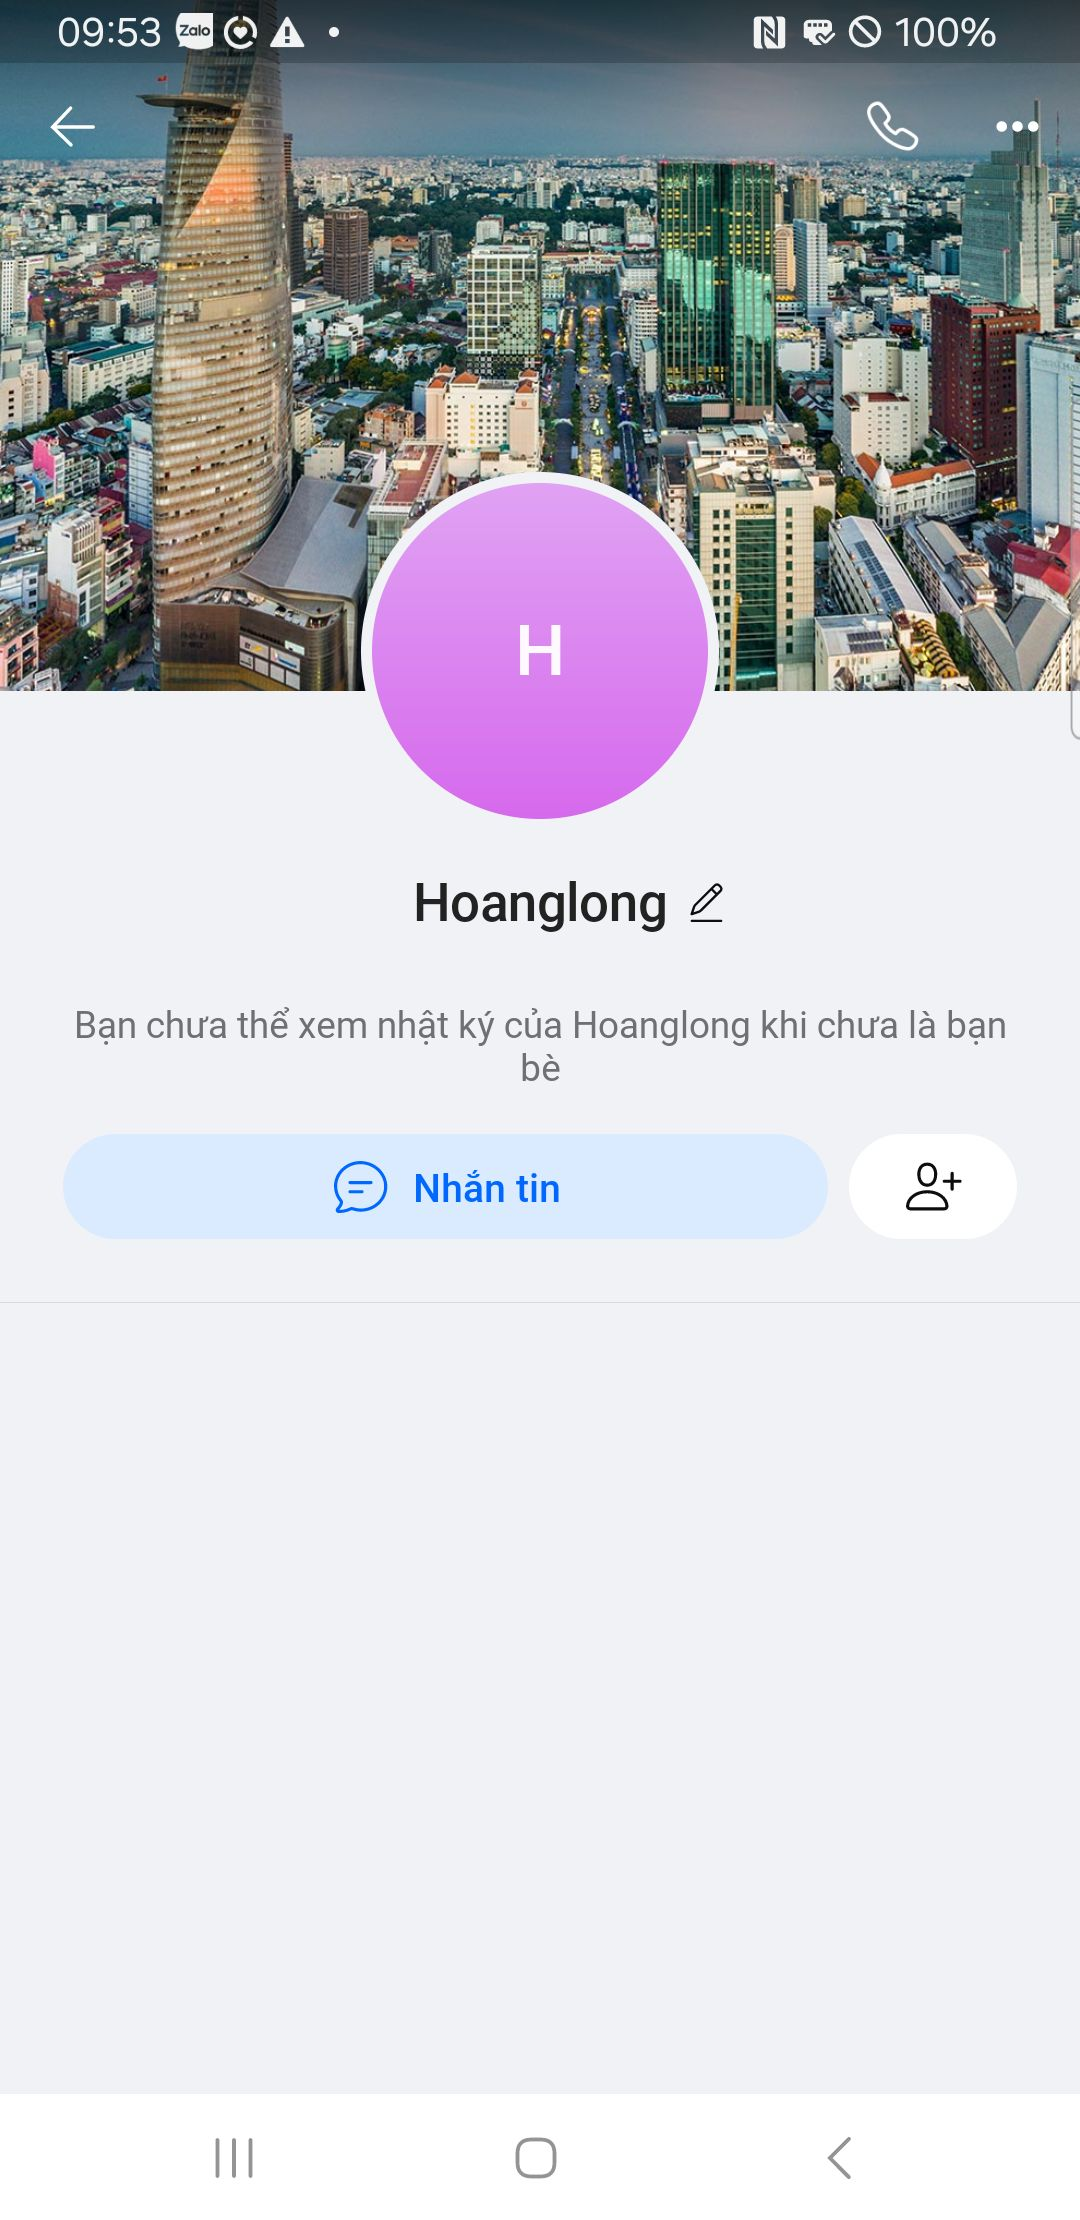 09:53 Zalo 100%
H
Hoanglong
Bạn chưa thể xem nhật ký của Hoanglong khi chưa là bạn
bè
Nhắn tin